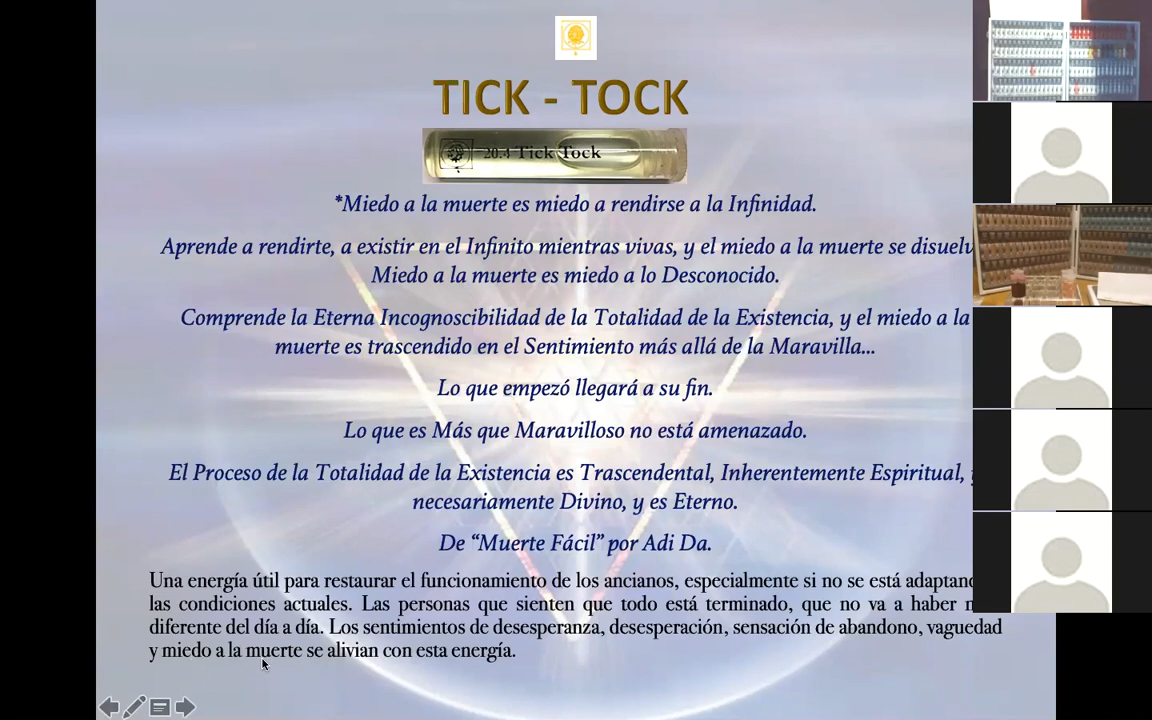 TICK - TOCK
20.4 Tick Tock
*Miedo a la muerte es miedo a rendirse a la Infinidad.
Aprende a rendirte, a existir en el Infinito mientras vivas, y el miedo a la muerte se disuelv
Miedo a la muerte es miedo a lo Desconocido.
Comprende la Eterna Incognoscibilidad de la Totalidad de la Existencia, y el miedo a la
muerte es trascendido en el Sentimiento más allá de la Maravilla...
Lo que empezó llegará a su fin.
Lo que es Más que Maravilloso no está amenazado.
El Proceso de la Totalidad de la Existencia es Trascendental, Inherentemente Espiritual, y
necesariamente Divino, y es Eterno.
De “Muerte Fácil” por Adi Da.
Una energía útil para restaurar el funcionamiento de los ancianos, especialmente si no se está adaptand
las condiciones actuales. Las personas que sienten que todo está terminado, que no va a haber
diferente del día a día. Los sentimientos de desesperanza, desesperación, sensación de abandono, vaguedad
y miedo a la muerte se alivian con esta energía.